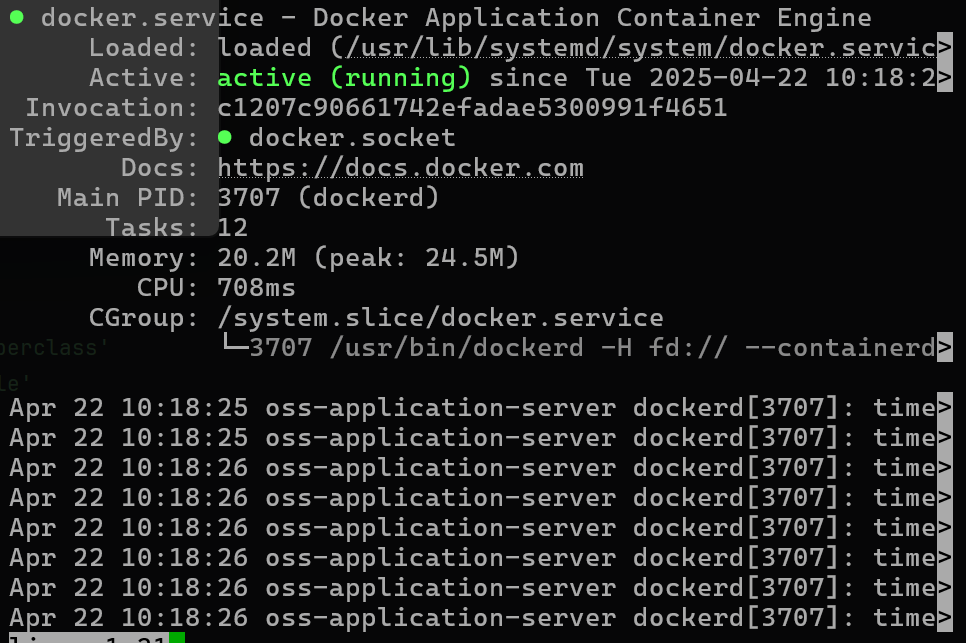 ● docker.service - Docker Application Container Engine
Loaded: loaded (/usr/lib/systemd/system/docker.servic>
Active: active (running) since Tue 2025-04-22 10:18:2>
Invocation: c1207c90661742efadae5300991f4651
TriggeredBy: ● docker.socket
Docs: https://docs.docker.com
Main PID: 3707 (dockerd)
Tasks: 12
Memory: 20.2M (peak: 24.5M)
CPU: 708ms
CGroup: /system.slice/docker.service
perclass'
└─3707 /usr/bin/dockerd -H fd:// --containerd>
le'
Apr 22 10:18:25 oss-application-server dockerd[3707]: time>
Apr 22 10:18:25 oss-application-server dockerd[3707]: time>
Apr 22 10:18:26 oss-application-server dockerd[3707]: time>
Apr 22 10:18:26 oss-application-server dockerd[3707]: time>
Apr 22 10:18:26 oss-application-server dockerd[3707]: time>
Apr 22 10:18:26 oss-application-server dockerd[3707]: time>
Apr 22 10:18:26 oss-application-server dockerd[3707]: time>
Apr 22 10:18:26 oss-application-server dockerd[3707]: time>
lines 1-21